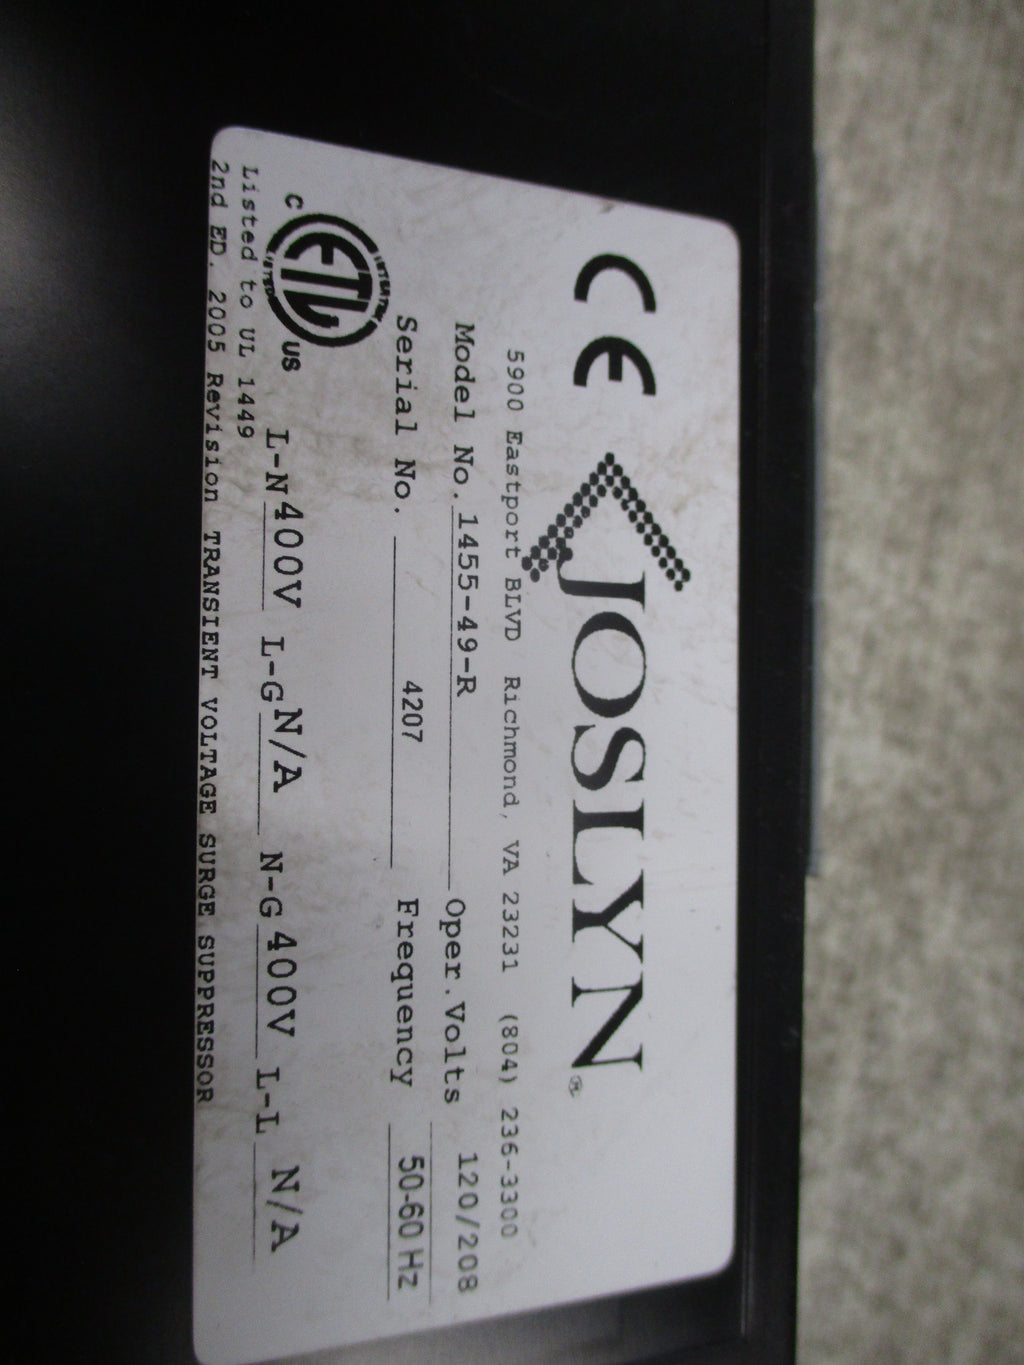 CE JOSLYN®
5900 Eastport BLVD Richmond, VA 23231 (804) 236-3300
Model No. 1455-49-R Oper.Volts 120/208
Serial No. 4207 Frequency 50-60 Hz
C ETL US LISTED
L-N 400V L-G N/A N-G 400V L-L N/A
Listed to UL 1449
2nd ED. 2005 Revision TRANSIENT VOLTAGE SURGE SUPPRESSOR